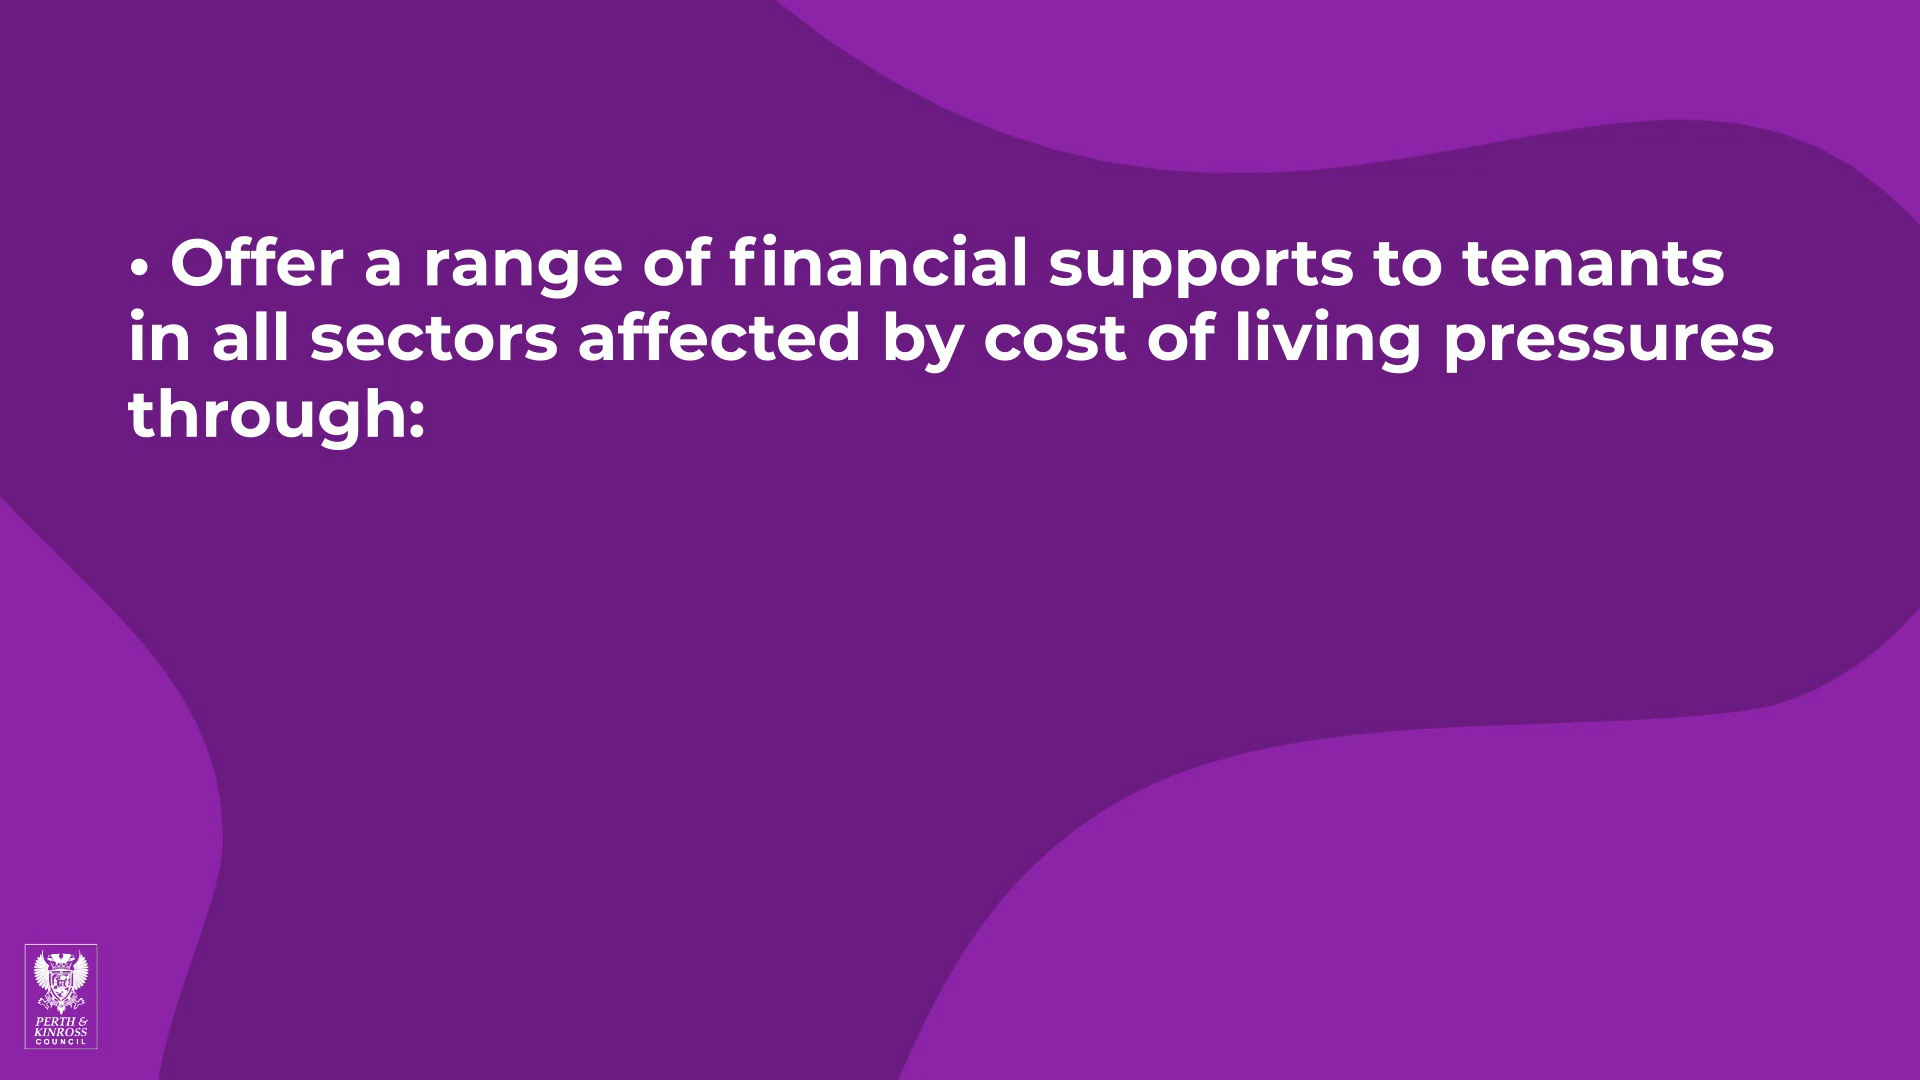 • Offer a range of financial supports to tenants
in all sectors affected by cost of living pressures
through:
PERTH &
KINROSS
COUNCIL